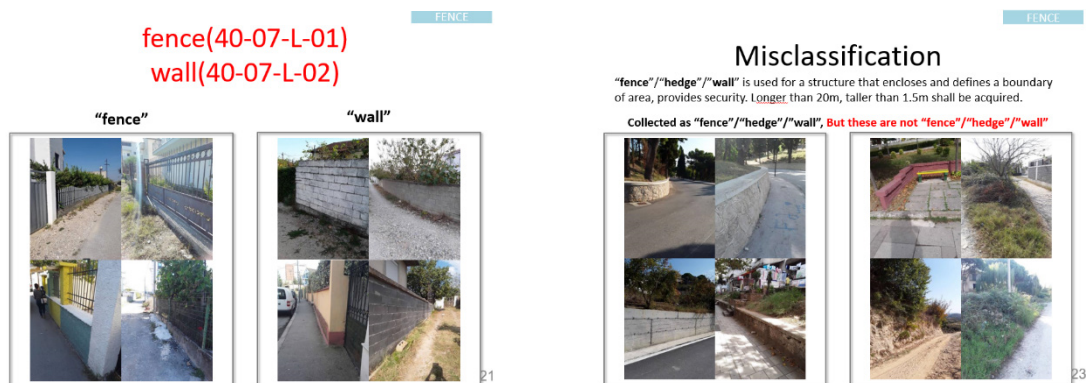 FENCE
fence(40-07-L-01)
wall(40-07-L-02)
“fence”
“wall”
21
FENCE
Misclassification
“fence”/“hedge”/”wall” is used for a structure that encloses and defines a boundary
of area, provides security. Longer than 20m, taller than 1.5m shall be acquired.
Collected as “fence”/“hedge”/”wall”, But these are not “fence”/“hedge”/”wall”
23